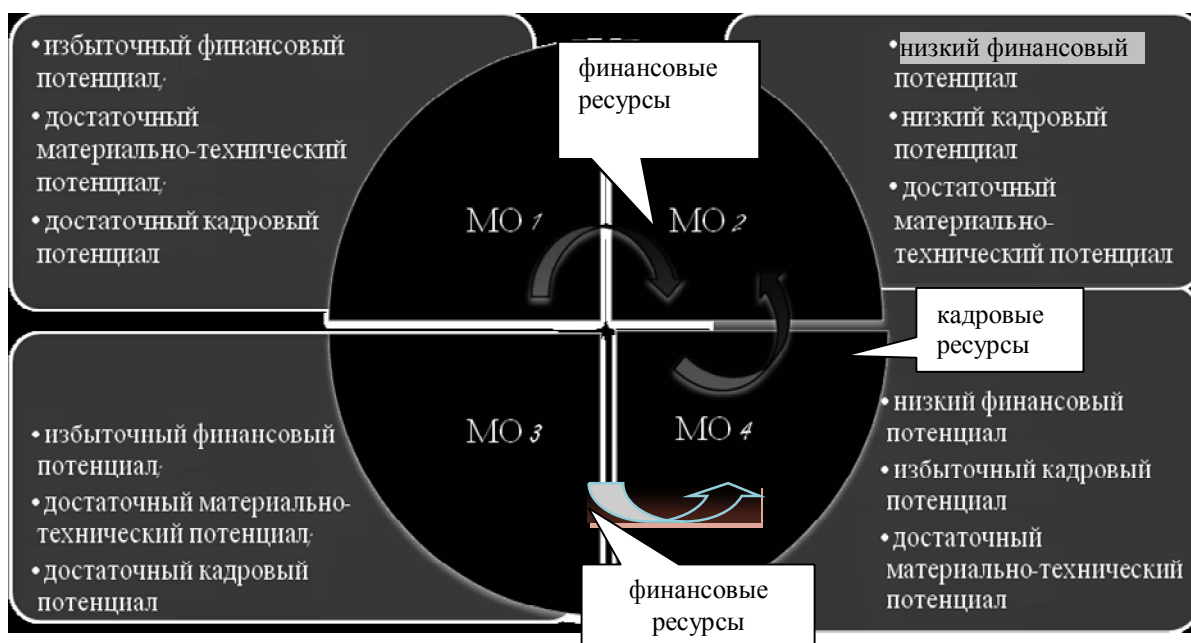 •избыточный финансовый
потенциал;
•достаточный
материально-технический
потенциал;
•достаточный кадровый
потенциал
финансовые
ресурсы
•низкий финансовый
потенциал
•низкий кадровый
потенциал
•достаточный
материально-
технический потенциал
МО 1
МО 2
кадровые
ресурсы
МО 3
МО 4
•избыточный финансовый
потенциал;
•достаточный материально-
технический потенциал;
•достаточный кадровый
потенциал
•низкий финансовый
потенциал
•избыточный кадровый
потенциал
•достаточный
материально-технический
потенциал
финансовые
ресурсы